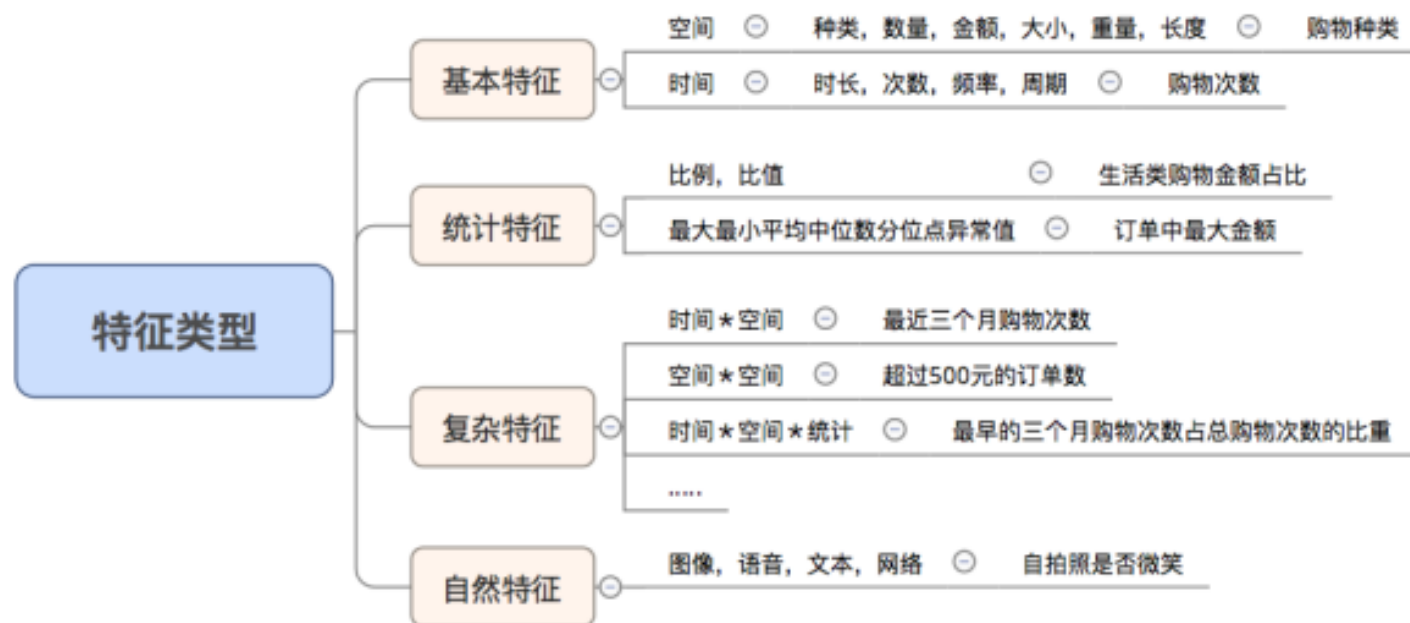 特征类型
基本特征
空间 种类，数量，金额，大小，重量，长度 购物种类
时间 时长，次数，频率，周期 购物次数
统计特征
比例，比值 生活类购物金额占比
最大最小平均中位数分位点异常值 订单中最大金额
复杂特征
时间*空间 最近三个月购物次数
空间*空间 超过500元的订单数
时间*空间*统计 最早的三个月购物次数占总购物次数的比重
.....
自然特征
图像，语音，文本，网络 自拍照是否微笑